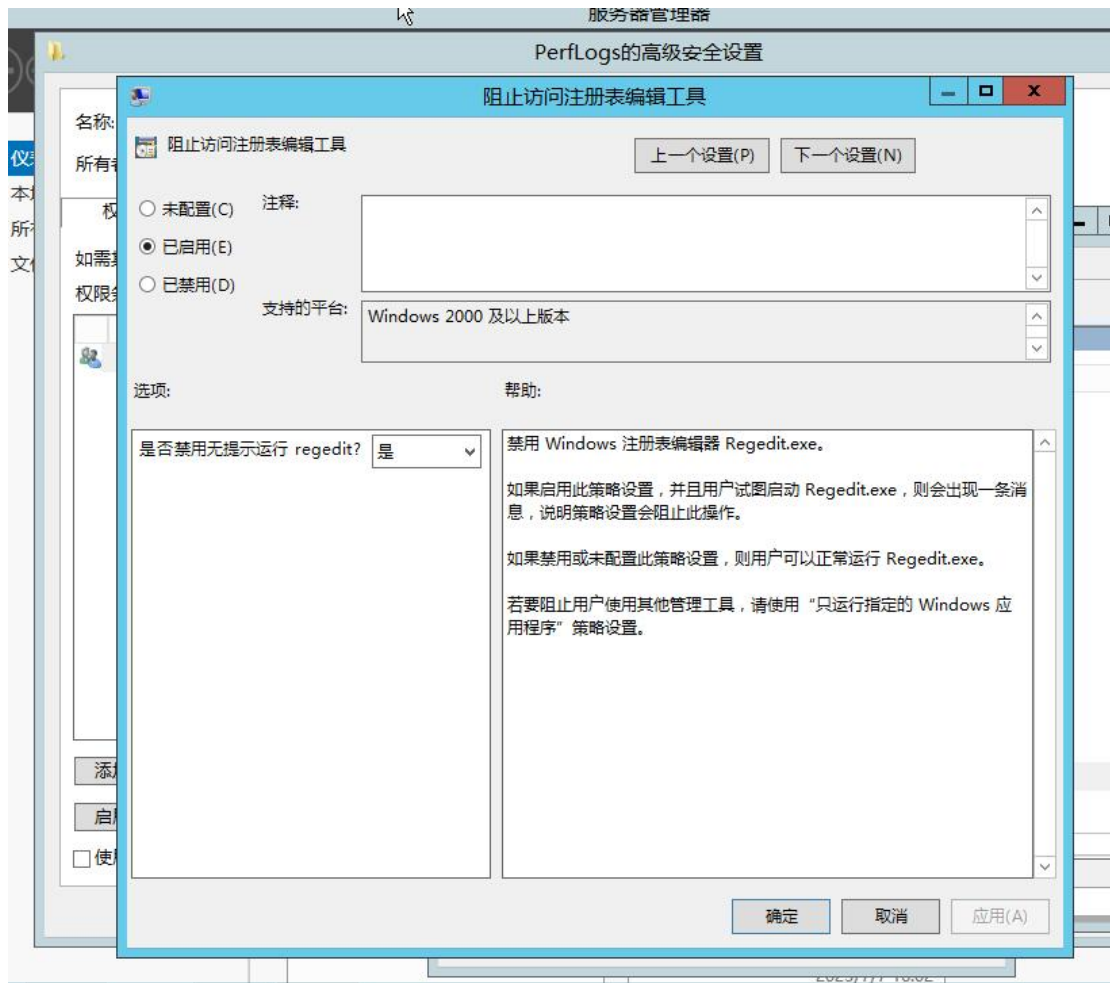 服务器管理器
PerfLogs的高级安全设置
阻止访问注册表编辑工具
名称:
阻止访问注册表编辑工具
上一个设置(P) 下一个设置(N)
所有
本
所
文
权
未配置(C) 注释:
已启用(E)
如需
已禁用(D)
权限
支持的平台: Windows 2000 及以上版本
选项: 帮助:
是否禁用无提示运行 regedit? 是
禁用 Windows 注册表编辑器 Regedit.exe。
如果启用此策略设置，并且用户试图启动 Regedit.exe，则会出现一条消
息，说明策略设置会阻止此操作。
如果禁用或未配置此策略设置，则用户可以正常运行 Regedit.exe。
若要阻止用户使用其他管理工具，请使用“只运行指定的 Windows 应
用程序”策略设置。
添
启
使
确定 取消 应用(A)